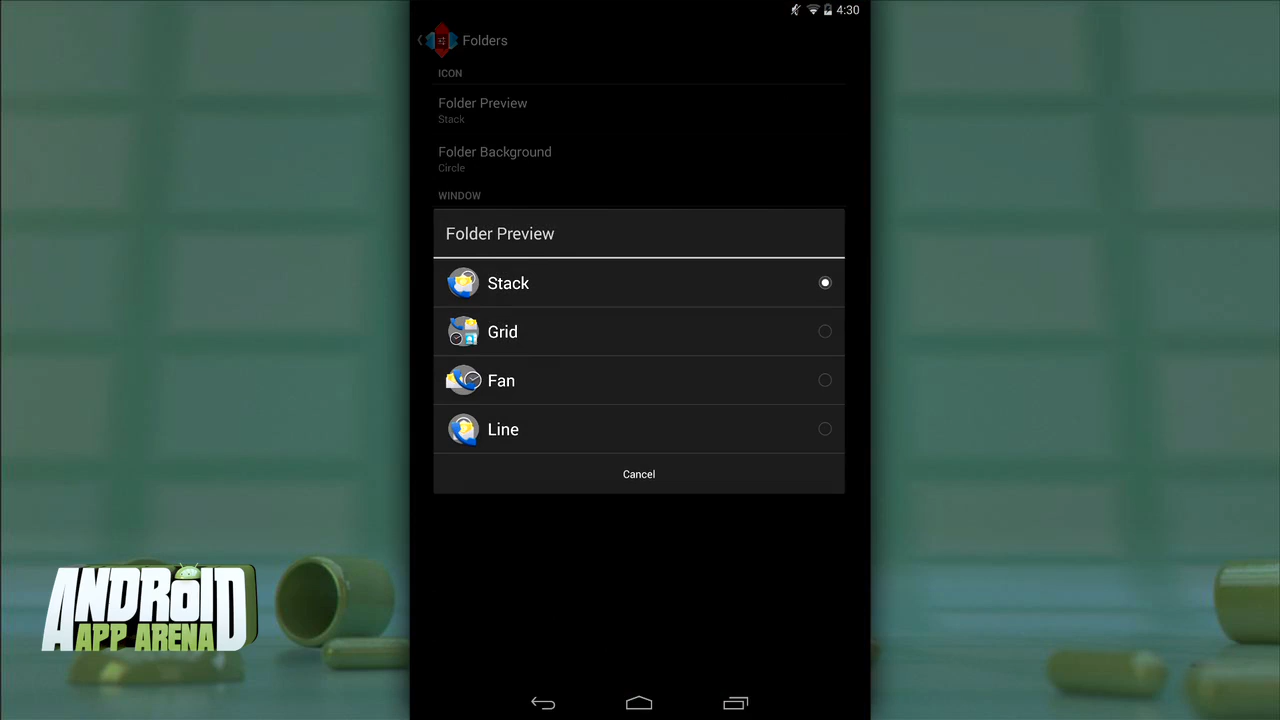 4:30
Folders
ICON
Folder Preview
Stack
Folder Background
Circle
WINDOW
Folder Preview
Stack
Grid
Fan
Line
Cancel
ANDROID
APP ARENA